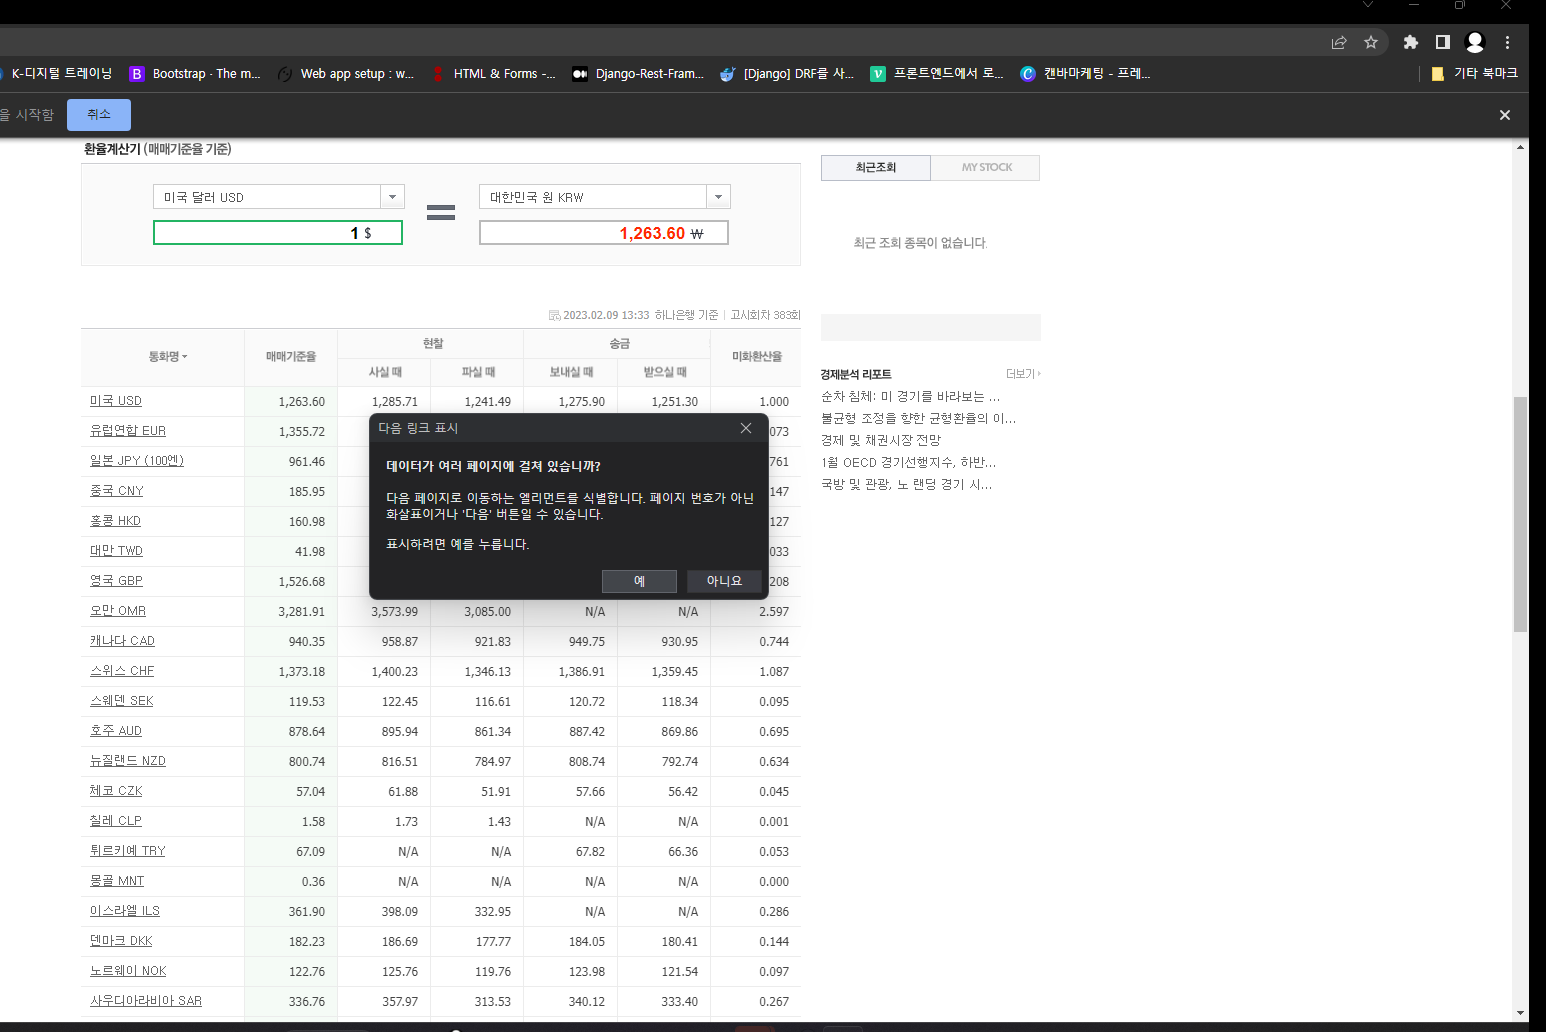 K-디지털 트레이닝
Bootstrap · The m...
Web app setup : w...
HTML & Forms -...
Django-Rest-Fram...
[Django] DRF를 사...
프론트엔드에서 로...
캔바마케팅 - 프레...
기타 북마크
을 시작함
취소
환율계산기 (매매기준율 기준)
미국 달러 USD
대한민국 원 KRW
1 $
1,263.60 ₩
최근조회
MY STOCK
최근 조회 종목이 없습니다.
2023.02.09 13:33 하나은행 기준 고시회차 383회
통화명 매매기준율 현찰 송금 미화환산율
사실 때 파실 때 보내실 때 받으실 때
미국 USD 1,263.60 1,285.71 1,241.49 1,275.90 1,251.30 1.000
유럽연합 EUR 1,355.72 073
일본 JPY (100엔) 961.46 761
중국 CNY 185.95 147
홍콩 HKD 160.98 127
대만 TWD 41.98 033
영국 GBP 1,526.68 208
오만 OMR 3,281.91 3,573.99 3,085.00 N/A N/A 2.597
캐나다 CAD 940.35 958.87 921.83 949.75 930.95 0.744
스위스 CHF 1,373.18 1,400.23 1,346.13 1,386.91 1,359.45 1.087
스웨덴 SEK 119.53 122.45 116.61 120.72 118.34 0.095
호주 AUD 878.64 895.94 861.34 887.42 869.86 0.695
뉴질랜드 NZD 800.74 816.51 784.97 808.74 792.74 0.634
체코 CZK 57.04 61.88 51.91 57.66 56.42 0.045
칠레 CLP 1.58 1.73 1.43 N/A N/A 0.001
튀르키예 TRY 67.09 N/A N/A 67.82 66.36 0.053
몽골 MNT 0.36 N/A N/A N/A N/A 0.000
이스라엘 ILS 361.90 398.09 332.95 N/A N/A 0.286
덴마크 DKK 182.23 186.69 177.77 184.05 180.41 0.144
노르웨이 NOK 122.76 125.76 119.76 123.98 121.54 0.097
사우디아라비아 SAR 336.76 357.97 313.53 340.12 333.40 0.267
다음 링크 표시
데이터가 여러 페이지에 걸쳐 있습니까?
다음 페이지로 이동하는 엘리먼트를 식별합니다. 페이지 번호가 아닌
화살표이거나 '다음' 버튼일 수 있습니다.
표시하려면 예를 누릅니다.
예
아니요
경제분석 리포트
더보기
순차 침체: 미 경기를 바라보는 ...
불균형 조정을 향한 균형환율의 이...
경제 및 채권시장 전망
1월 OECD 경기선행지수, 하반...
국방 및 관광, 노 랜딩 경기 시...